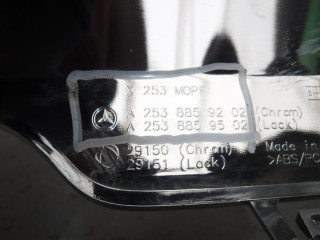 X 253 MOPF
A 253 885 92 02 (Chrom)
A 253 885 95 02 (Lack)
29150 (Chrom)
29151 (Lack)
Made in
>ABS/PC